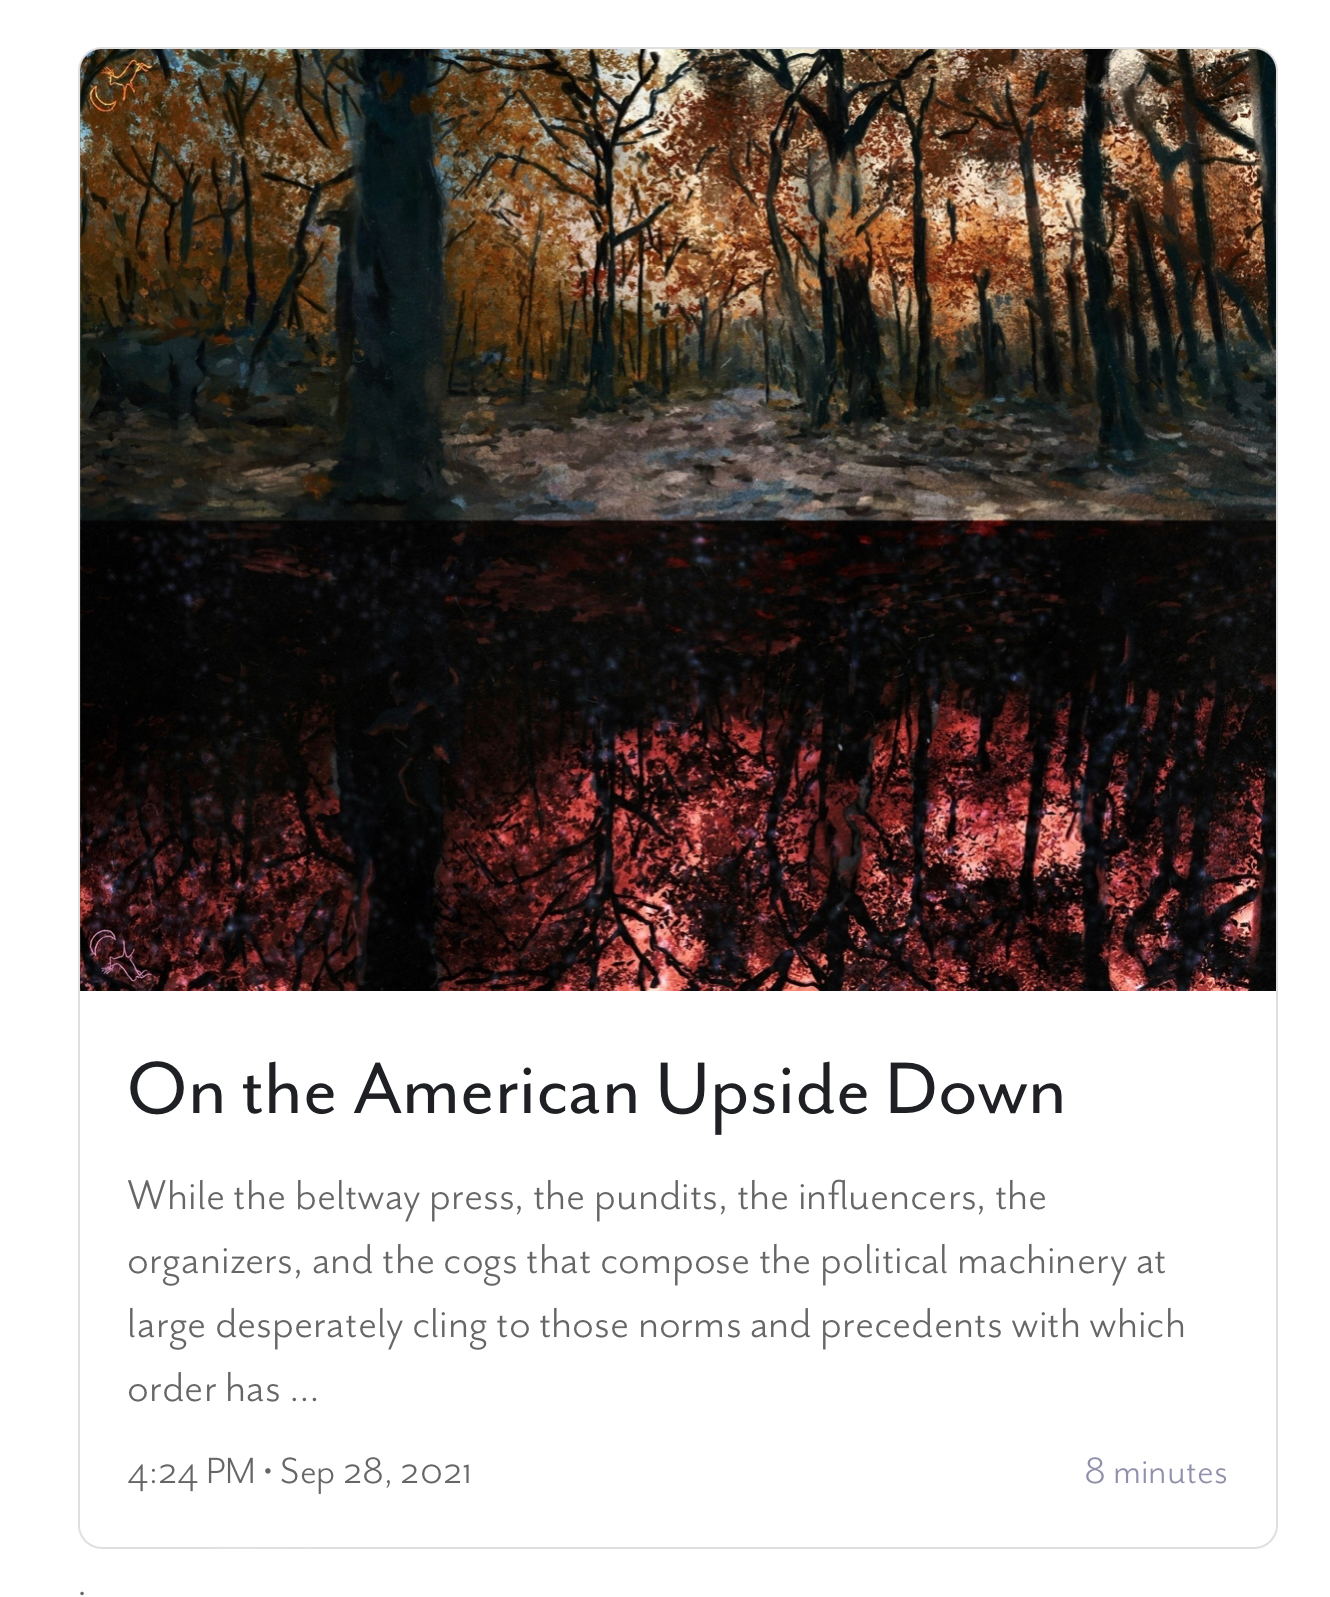 On the American Upside Down
While the beltway press, the pundits, the influencers, the
organizers, and the cogs that compose the political machinery at
large desperately cling to those norms and precedents with which
order has ...
4:24 PM • Sep 28, 2021 8 minutes
.